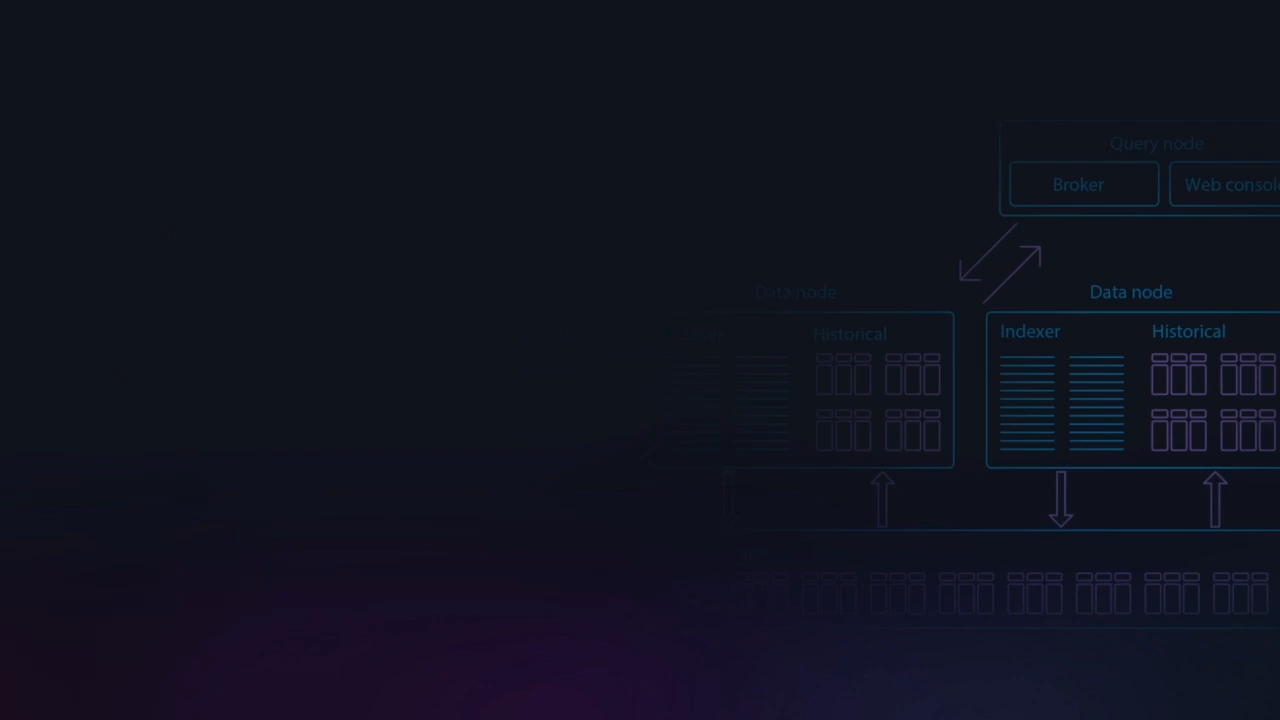 Query node
Broker
Web consol
Data node
Data node
Historical
Indexer
Historical